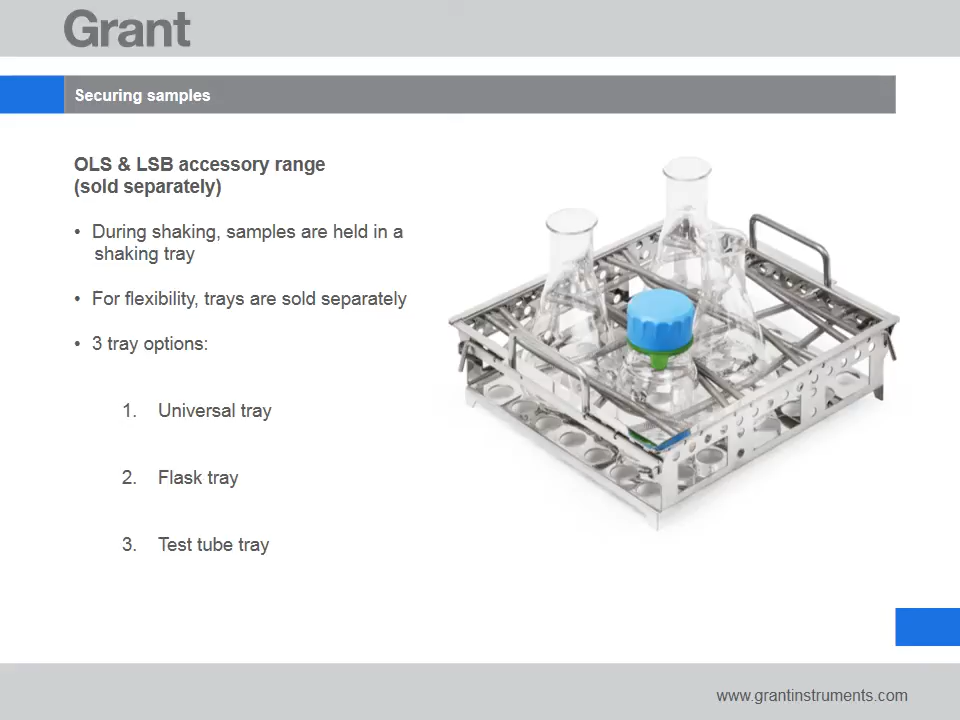 Grant
Securing samples
OLS & LSB accessory range
(sold separately)
• During shaking, samples are held in a
shaking tray
• For flexibility, trays are sold separately
• 3 tray options:
1. Universal tray
2. Flask tray
3. Test tube tray
www.grantinstruments.com